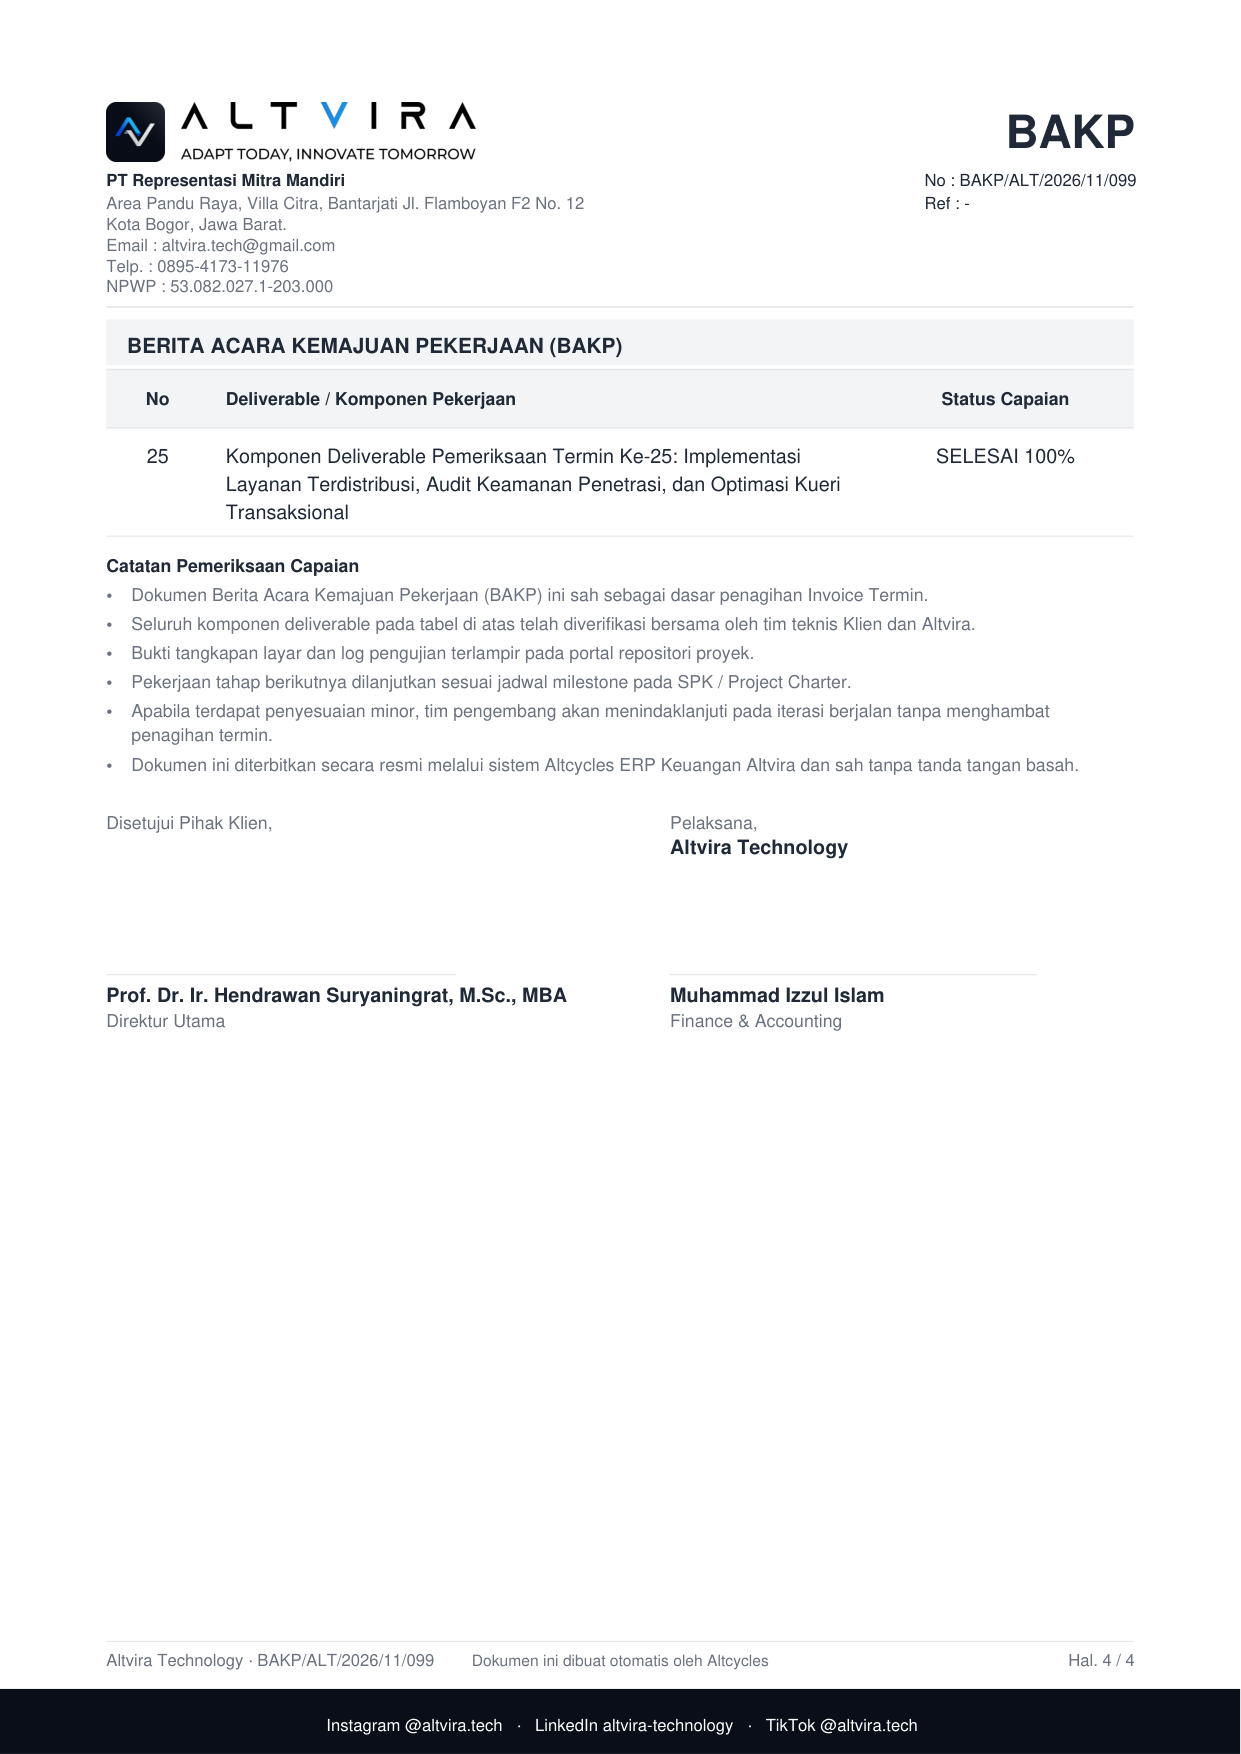 ALTVIRA
ADAPT TODAY, INNOVATE TOMORROW
BAKP
PT Representasi Mitra Mandiri
Area Pandu Raya, Villa Citra, Bantarjati Jl. Flamboyan F2 No. 12
Kota Bogor, Jawa Barat.
Email : altvira.tech@gmail.com
Telp. : 0895-4173-11976
NPWP : 53.082.027.1-203.000
No : BAKP/ALT/2026/11/099
Ref : -
BERITA ACARA KEMAJUAN PEKERJAAN (BAKP)
No Deliverable / Komponen Pekerjaan Status Capaian
25 Komponen Deliverable Pemeriksaan Termin Ke-25: Implementasi SELESAI 100%
Layanan Terdistribusi, Audit Keamanan Penetrasi, dan Optimasi Kueri
Transaksional
Catatan Pemeriksaan Capaian
• Dokumen Berita Acara Kemajuan Pekerjaan (BAKP) ini sah sebagai dasar penagihan Invoice Termin.
• Seluruh komponen deliverable pada tabel di atas telah diverifikasi bersama oleh tim teknis Klien dan Altvira.
• Bukti tangkapan layar dan log pengujian terlampir pada portal repositori proyek.
• Pekerjaan tahap berikutnya dilanjutkan sesuai jadwal milestone pada SPK / Project Charter.
• Apabila terdapat penyesuaian minor, tim pengembang akan menindaklanjuti pada iterasi berjalan tanpa menghambat
penagihan termin.
• Dokumen ini diterbitkan secara resmi melalui sistem Altcycles ERP Keuangan Altvira dan sah tanpa tanda tangan basah.
Disetujui Pihak Klien,
Pelaksana,
Altvira Technology
Prof. Dr. Ir. Hendrawan Suryaningrat, M.Sc., MBA
Direktur Utama
Muhammad Izzul Islam
Finance & Accounting
Altvira Technology · BAKP/ALT/2026/11/099 Dokumen ini dibuat otomatis oleh Altcycles Hal. 4 / 4
Instagram @altvira.tech · LinkedIn altvira-technology · TikTok @altvira.tech